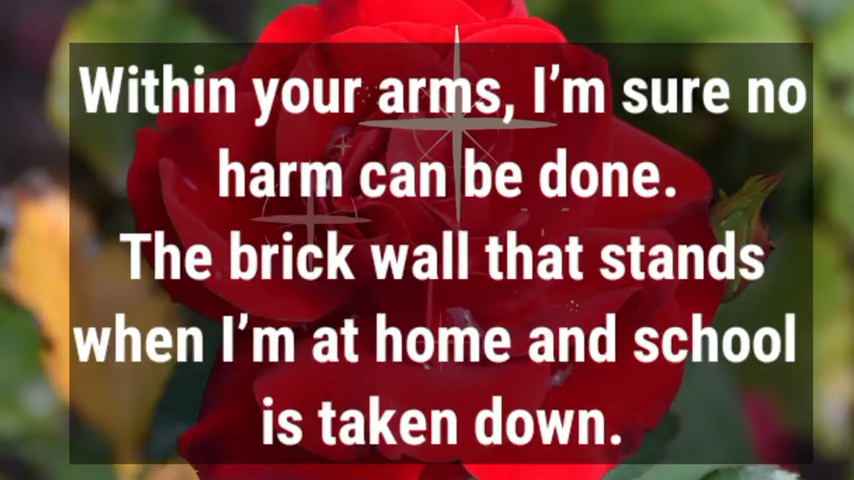 Within your arms, I’m sure no
harm can be done.
The brick wall that stands
when I’m at home and school
is taken down.